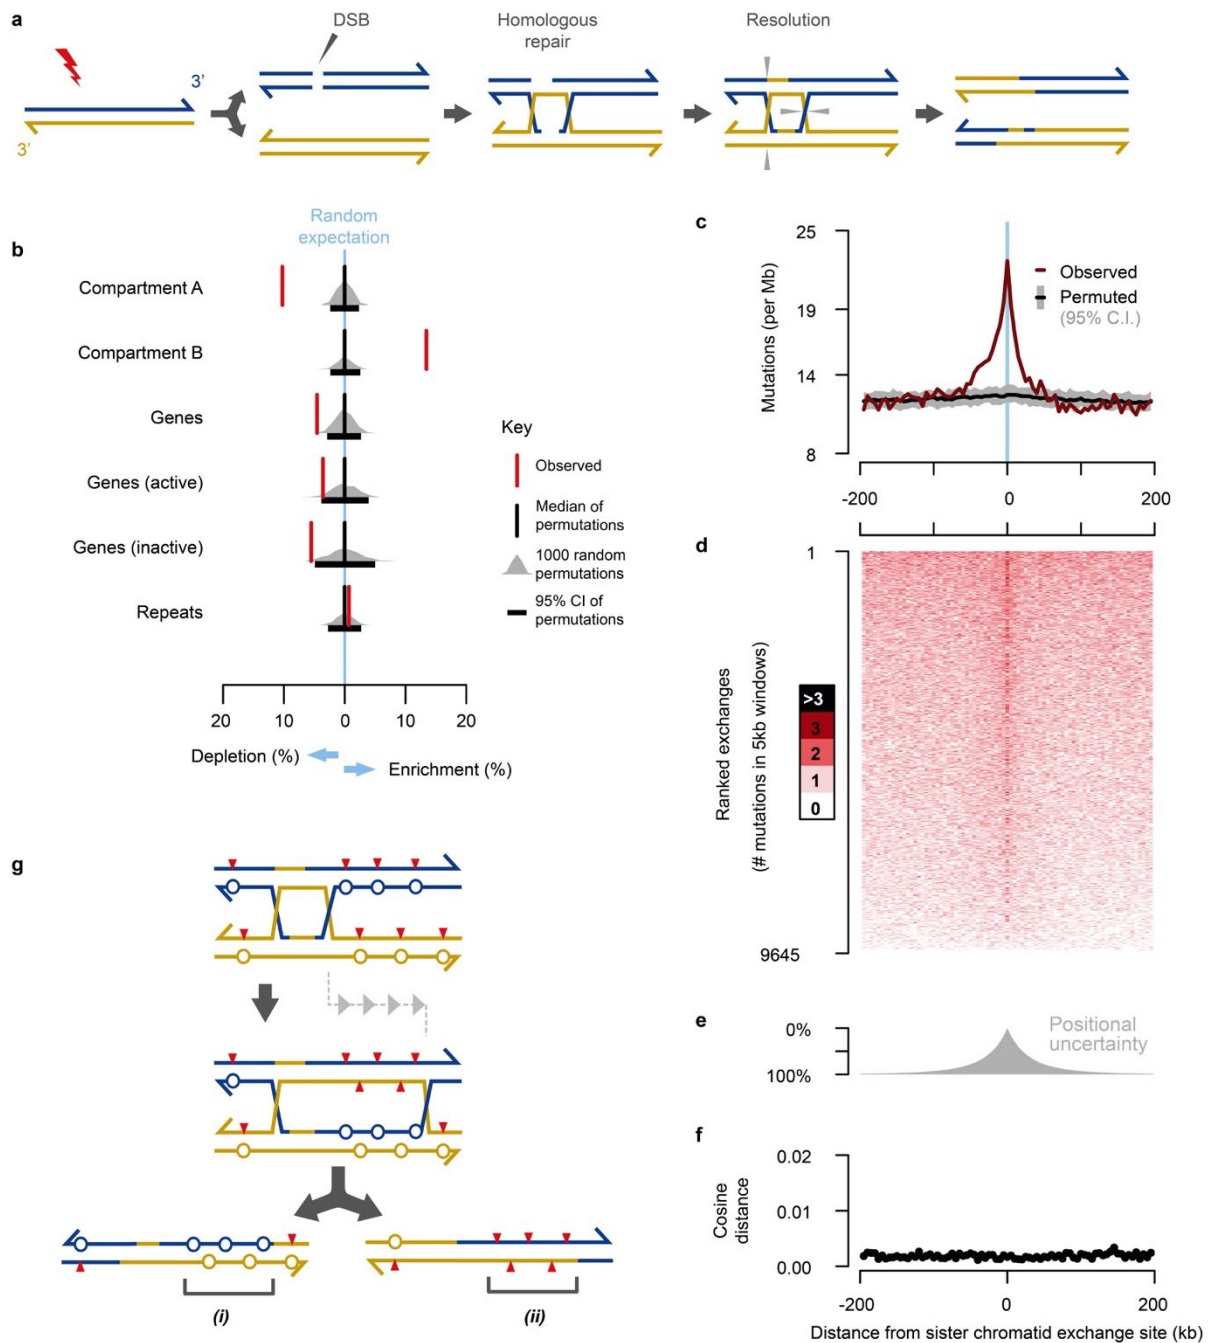 a
DSB
Homologous
repair
Resolution
3’
3’
b
Random
expectation
Compartment A
Compartment B
Genes
Genes (active)
Genes (inactive)
Repeats
20
10
0
10
20
Depletion (%)
Enrichment (%)
Key
Observed
Median of
permutations
1000 random
permutations
95% CI of
permutations
c
25
19
14
8
Mutations (per Mb)
Observed
Permuted
(95% C.I.)
-200
0
200
d
1
9645
Ranked exchanges
(# mutations in 5kb windows)
>3
3
2
1
0
e
0%
100%
Positional
uncertainty
f
0.02
0.01
0.00
Cosine
distance
-200
0
200
Distance from sister chromatid exchange site (kb)
g
(i)
(ii)